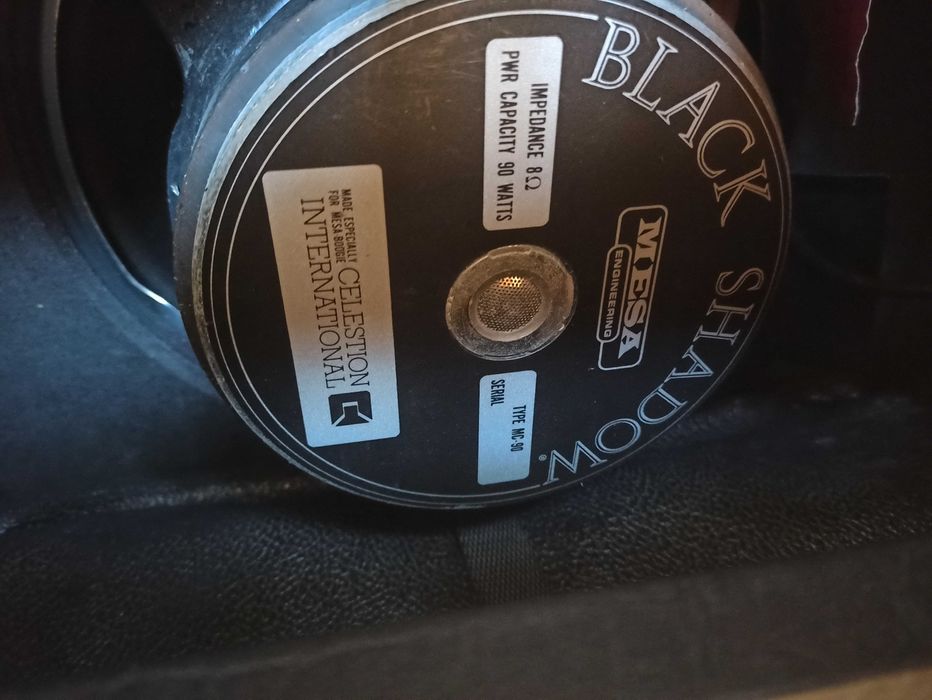 BLACK SHADOW®
MESA
ENGINEERING
IMPEDANCE 8Ω
PWR CAPACITY 90 WATTS
TYPE MC-90
SERIAL
MADE ESPECIALLY
FOR MESA-BOOGIE
CELESTION
INTERNATIONAL